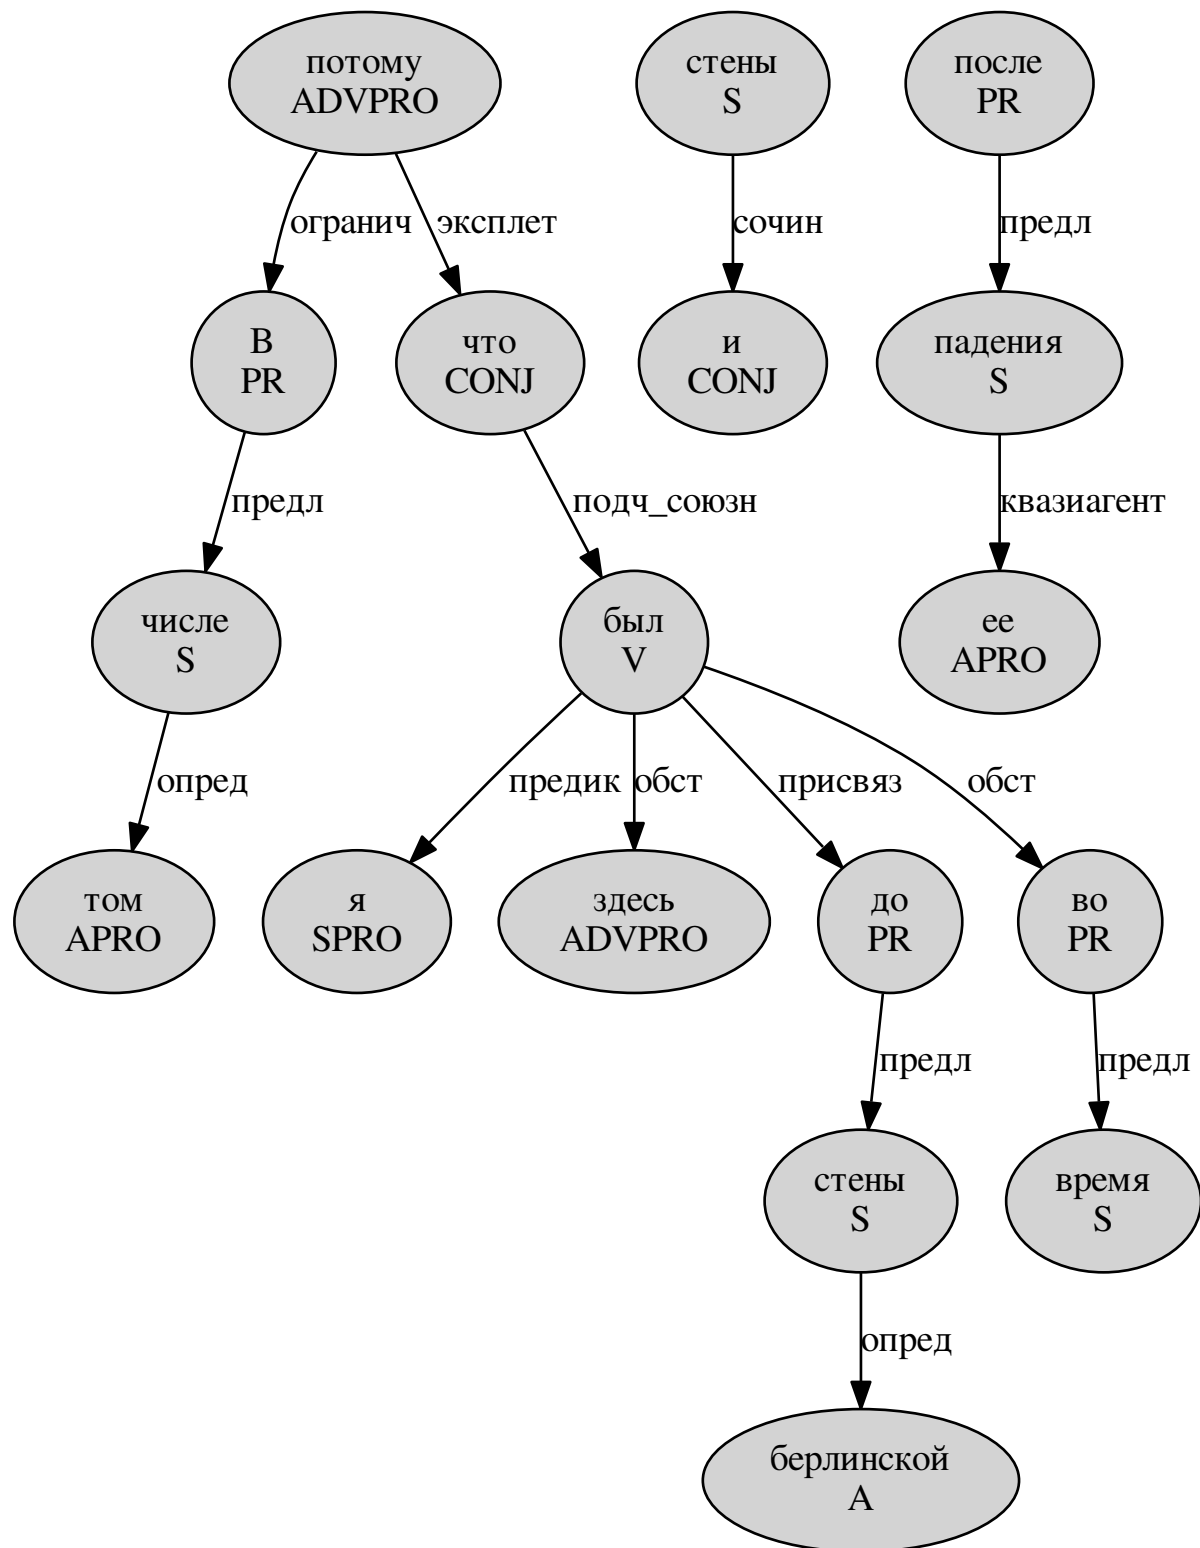 потому
ADVPRO
стены
S
после
PR
огранич
эксплет
сочин
предл
В
PR
что
CONJ
и
CONJ
падения
S
предл
подч_союзн
квазиагент
числе
S
был
V
ее
APRO
опред
предик
обст
присвяз
обст
том
APRO
я
SPRO
здесь
ADVPRO
до
PR
во
PR
предл
предл
стены
S
время
S
опред
берлинской
A